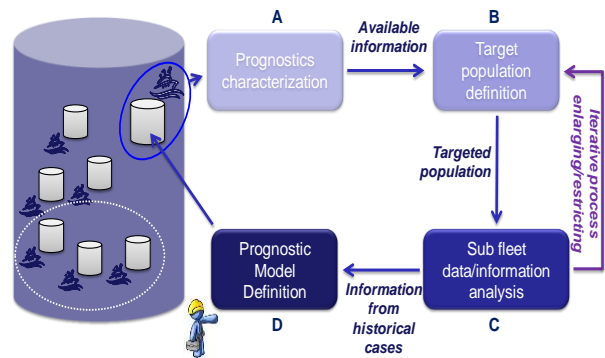 A
Prognostics
characterization
Available
information
B
Target
population
definition
Iterative process
enlarging/restricting
Targeted
population
Prognostic
Model
Definition
D
Information
from
historical
cases
Sub fleet
data/information
analysis
C